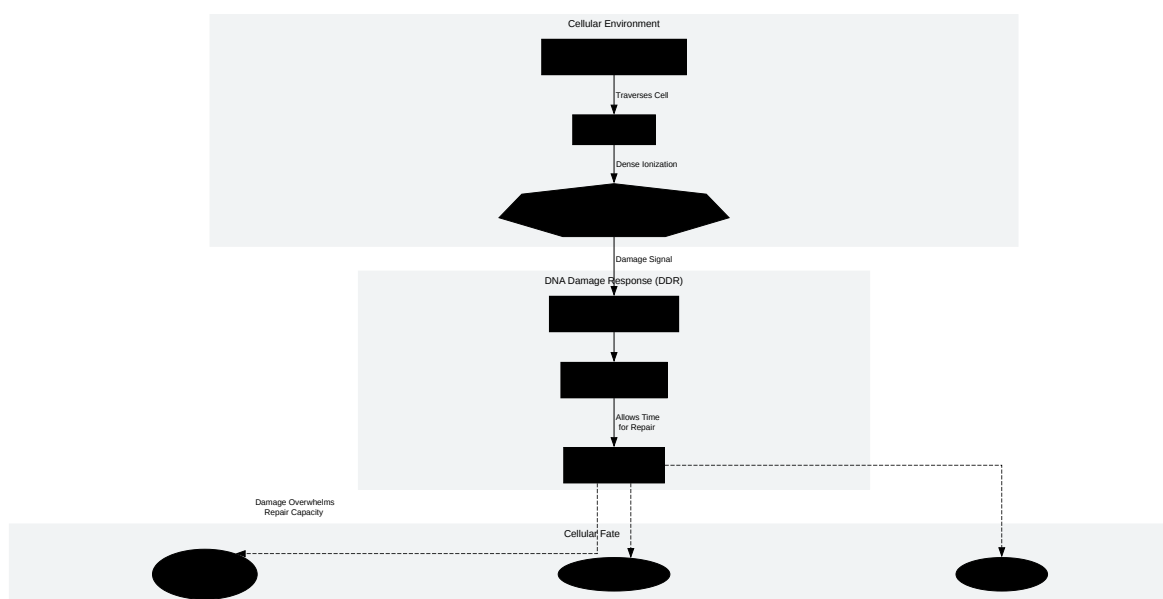 Cellular Environment
Traverses Cell
Dense Ionization
Damage Signal
DNA Damage Response (DDR)
Allows Time
for Repair
Damage Overwhelms
Repair Capacity
Cellular Fate